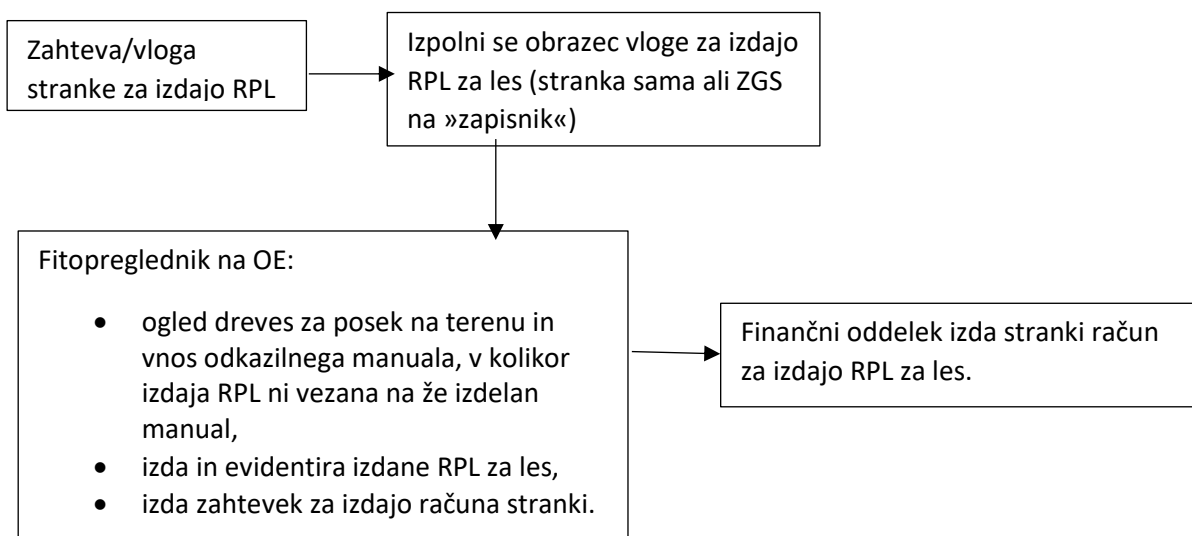 Zahteva/vloga
stranke za izdajo RPL
Izpolni se obrazec vloge za izdajo
RPL za les (stranka sama ali ZGS
na »zapisnik«)
Fitopreglednik na OE:
• ogled dreves za posek na terenu in
vnos odkazilnega manuala, v kolikor
izdaja RPL ni vezana na že izdelan
manual,
• izda in evidentira izdane RPL za les,
• izda zahtevek za izdajo računa stranki.
Finančni oddelek izda stranki račun
za izdajo RPL za les.